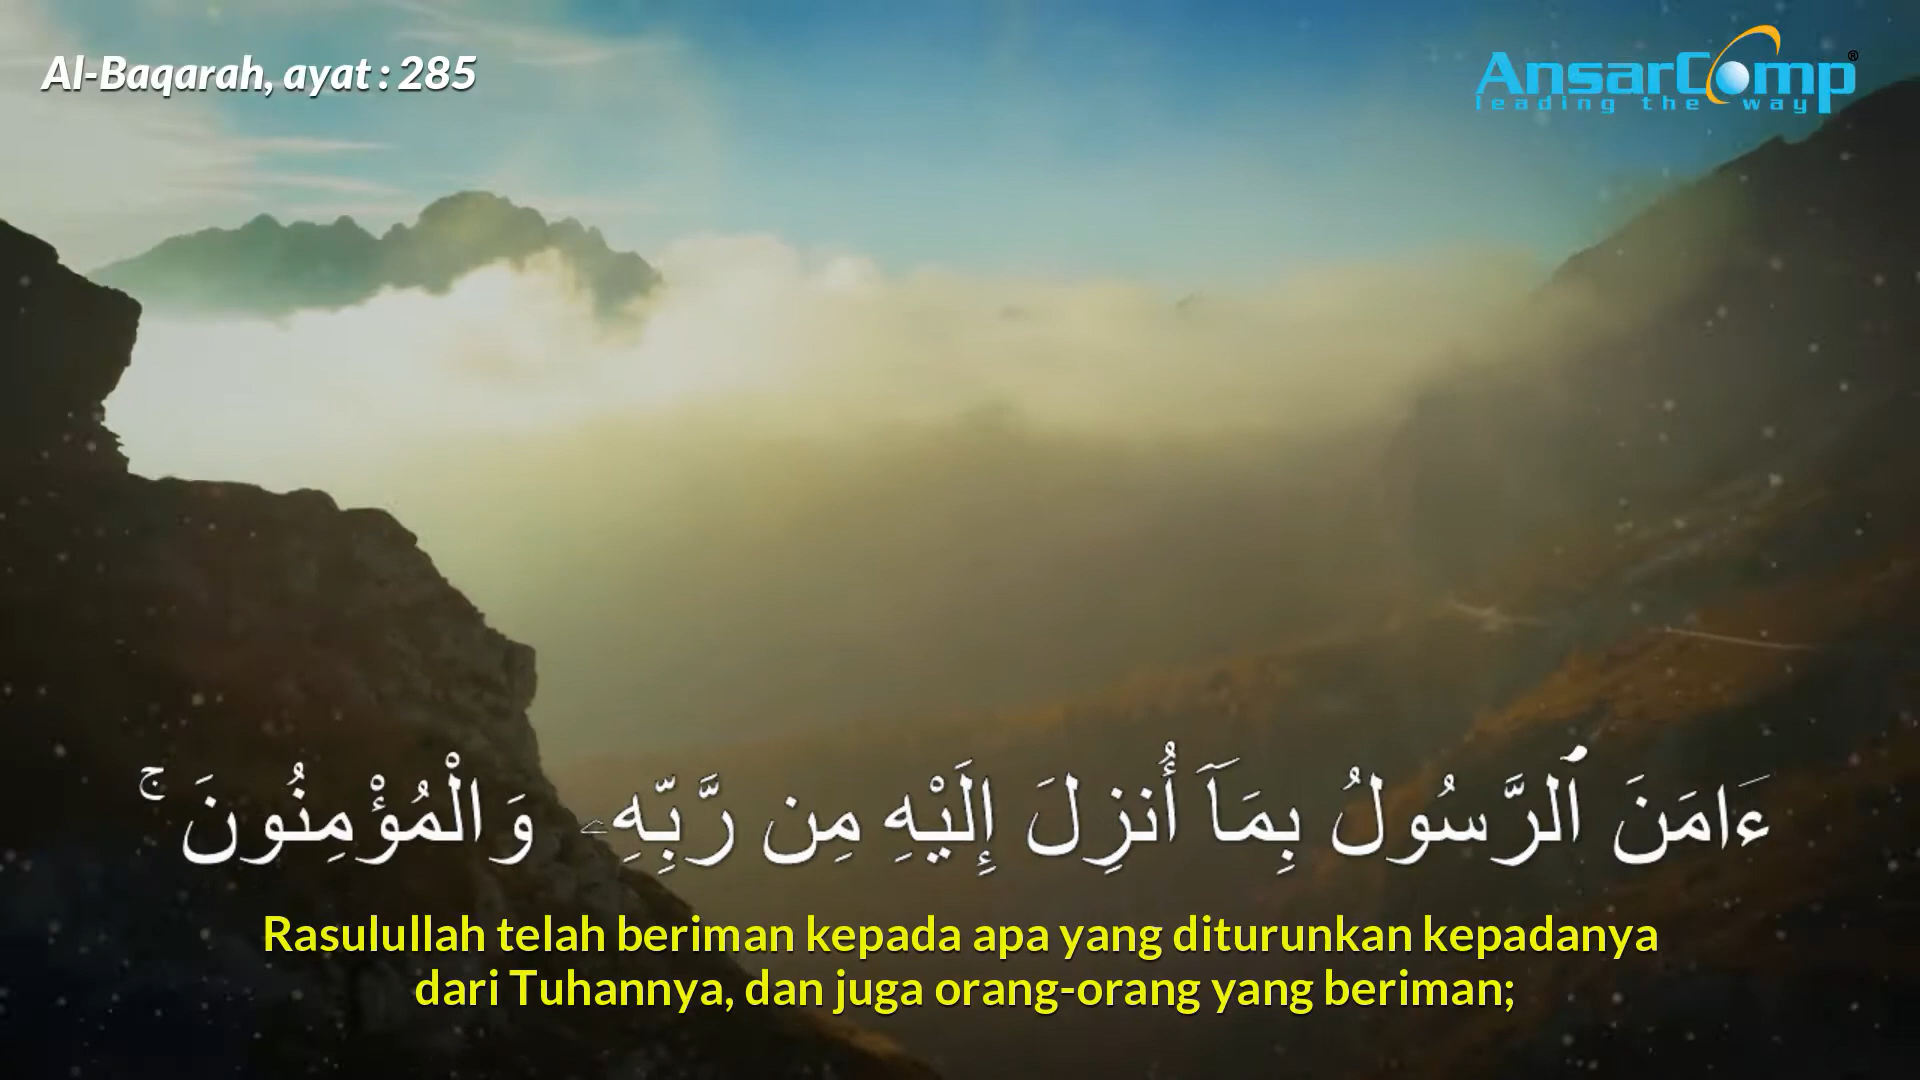 Al-Baqarah, ayat : 285
AnsarComp®
leading the way
ءَامَنَ ٱلرَّسُولُ بِمَآ أُنزِلَ إِلَيْهِ مِن رَّبِّهِۦ وَالْمُؤْمِنُونَ ۚ
Rasulullah telah beriman kepada apa yang diturunkan kepadanya
dari Tuhannya, dan juga orang-orang yang beriman;